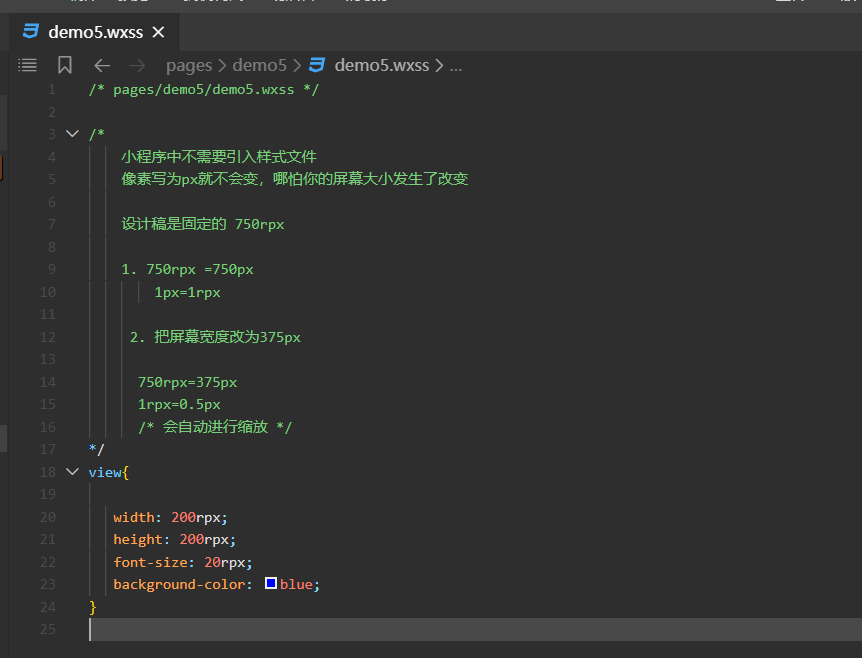 demo5.wxss
pages > demo5 > demo5.wxss > ...
1 /* pages/demo5/demo5.wxss */
2
3 /*
4 小程序中不需要引入样式文件
5 像素写为px就不会变，哪怕你的屏幕大小发生了改变
6
7 设计稿是固定的 750rpx
8
9 1. 750rpx =750px
10 1px=1rpx
11
12 2. 把屏幕宽度改为375px
13
14 750rpx=375px
15 1rpx=0.5px
16 /* 会自动进行缩放 */
17 */
18 view{
19
20 width: 200rpx;
21 height: 200rpx;
22 font-size: 20rpx;
23 background-color: blue;
24 }
25